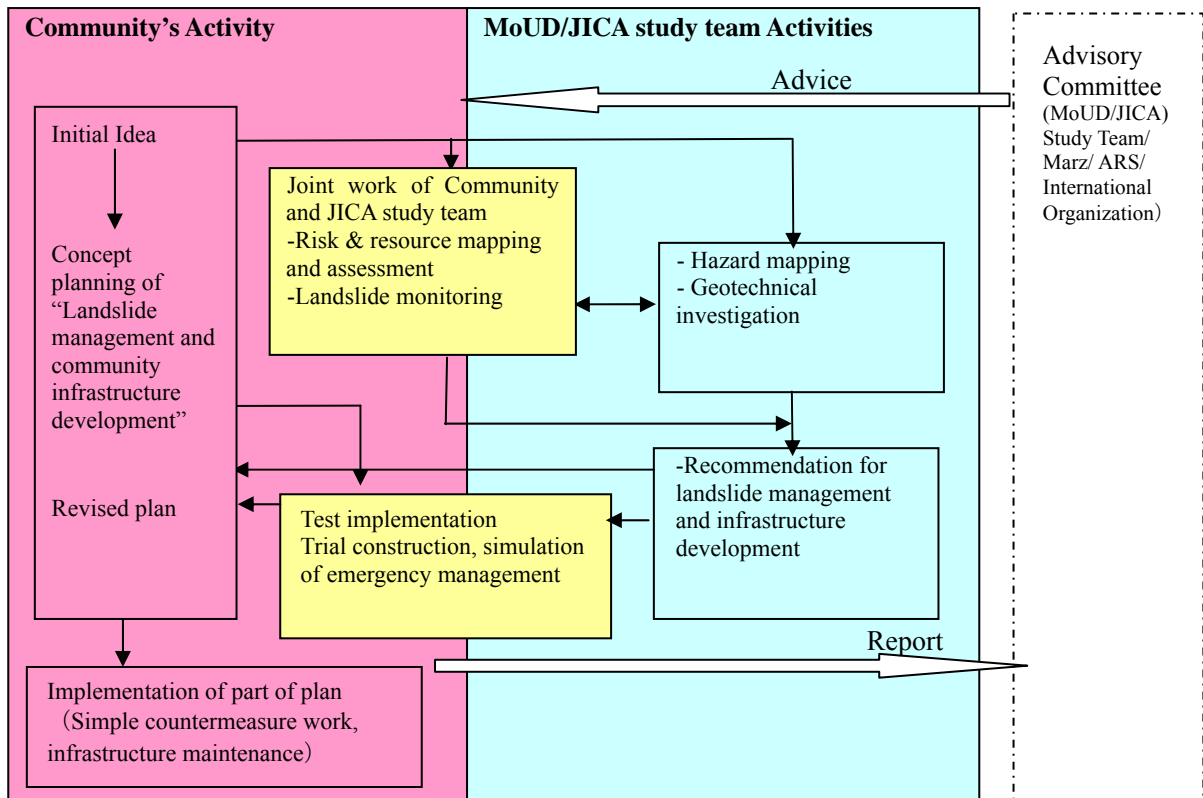 Community’s Activity
MoUD/JICA study team Activities
Advice
Advisory
Committee
(MoUD/JICA)
Study Team/
Marz/ ARS/
International
Organization）
Initial Idea
Concept
planning of
“Landslide
management and
community
infrastructure
development”
Revised plan
Joint work of Community
and JICA study team
-Risk & resource mapping
and assessment
-Landslide monitoring
- Hazard mapping
- Geotechnical
investigation
-Recommendation for
landslide management
and infrastructure
development
Test implementation
Trial construction, simulation
of emergency management
Report
Implementation of part of plan
（Simple countermeasure work,
infrastructure maintenance）